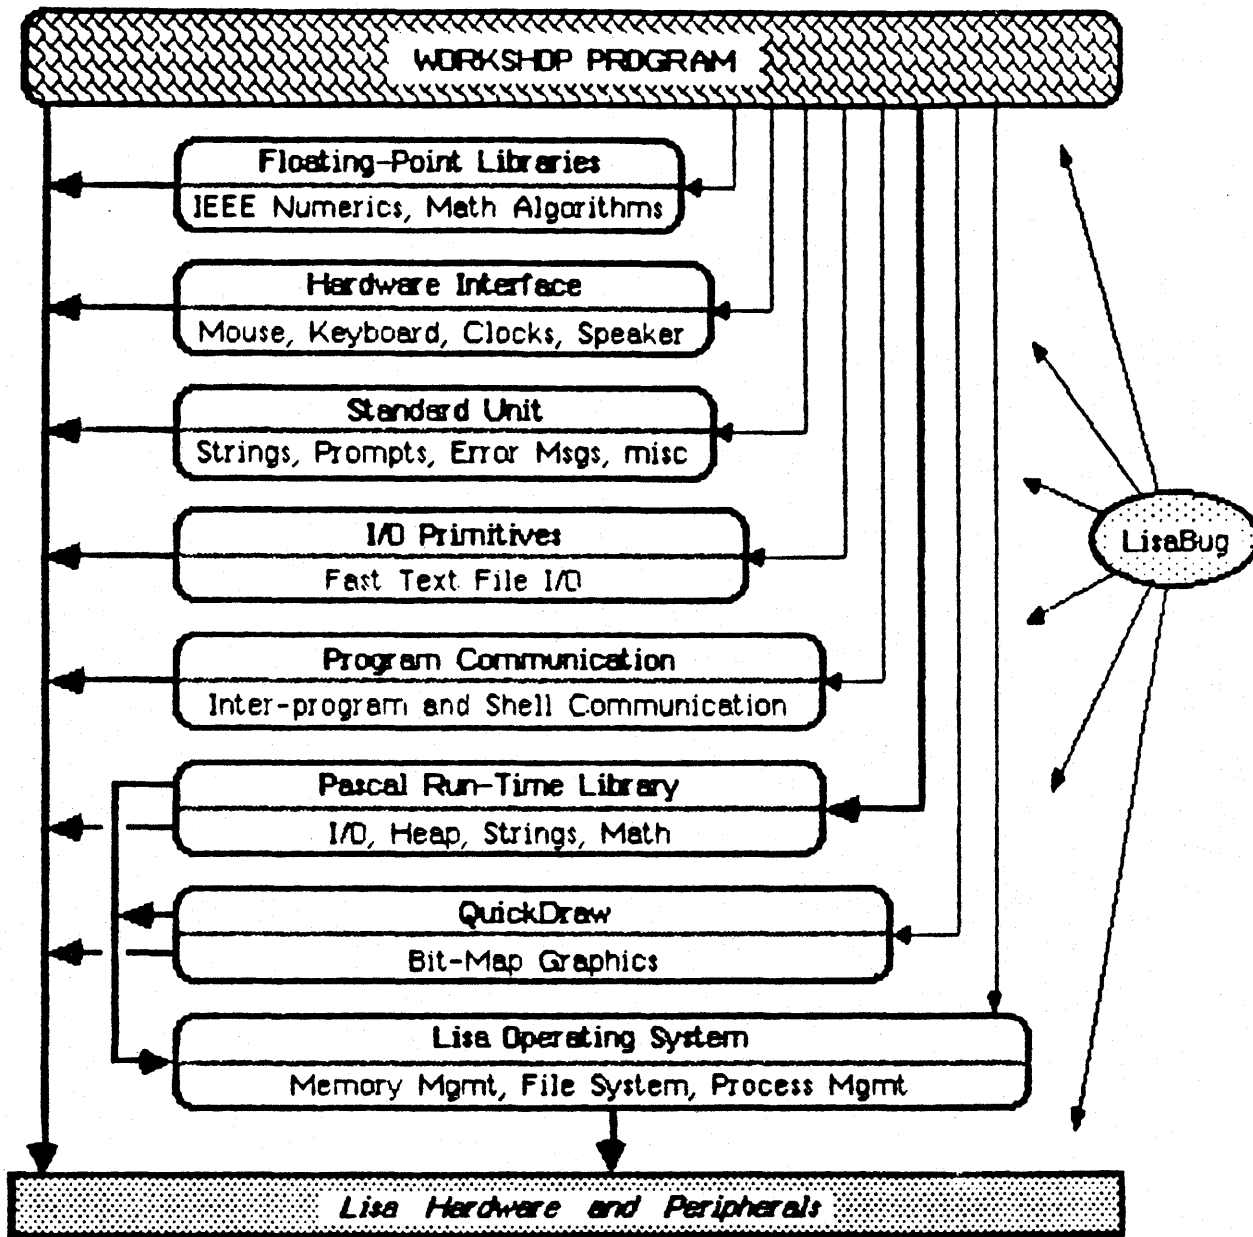 WORKSHOP PROGRAM
Floating-Point Libraries
IEEE Numerics, Math Algorithms
Hardware Interface
Mouse, Keyboard, Clocks, Speaker
Standard Unit
Strings, Prompts, Error Msgs, misc
LisaBug
I/O Primitives
Fast Text File I/O
Program Communication
Inter-program and Shell Communication
Pascal Run-Time Library
I/O, Heap, Strings, Math
QuickDraw
Bit-Map Graphics
Lisa Operating System
Memory Mgmt, File System, Process Mgmt
Lisa Hardware and Peripherals